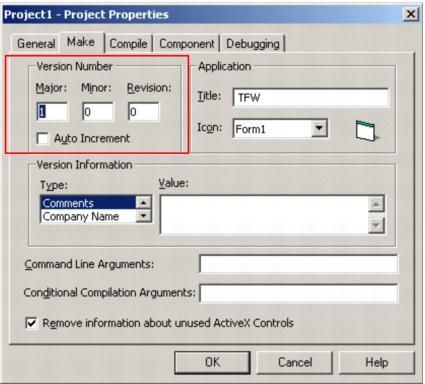 Project1 - Project Properties
General Make Compile Component Debugging
Version Number
Major: Minor: Revision:
1 0 0
Auto Increment
Application
Title: TFW
Icon: Form1
Version Information
Type: Value:
Comments
Company Name
Command Line Arguments:
Conditional Compilation Arguments:
Remove information about unused ActiveX Controls
OK Cancel Help